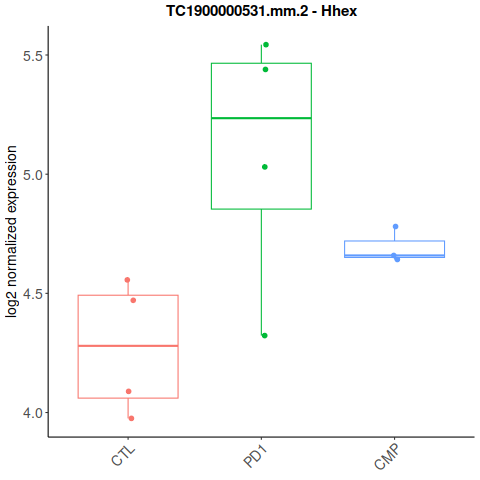 TC1900000531.mm.2 - Hhex
log2 normalized expression
5.5
5.0
4.5
4.0
CTL
PD1
CMP